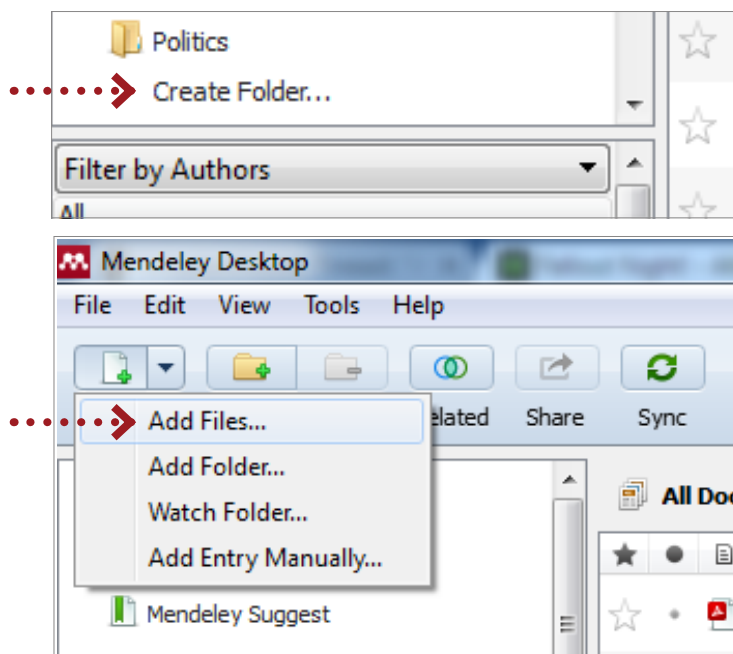 Politics
Create Folder...
Filter by Authors
All
Mendeley Desktop
File Edit View Tools Help
elated Share Sync
Add Files...
Add Folder...
Watch Folder...
Add Entry Manually...
All Doc
Mendeley Suggest